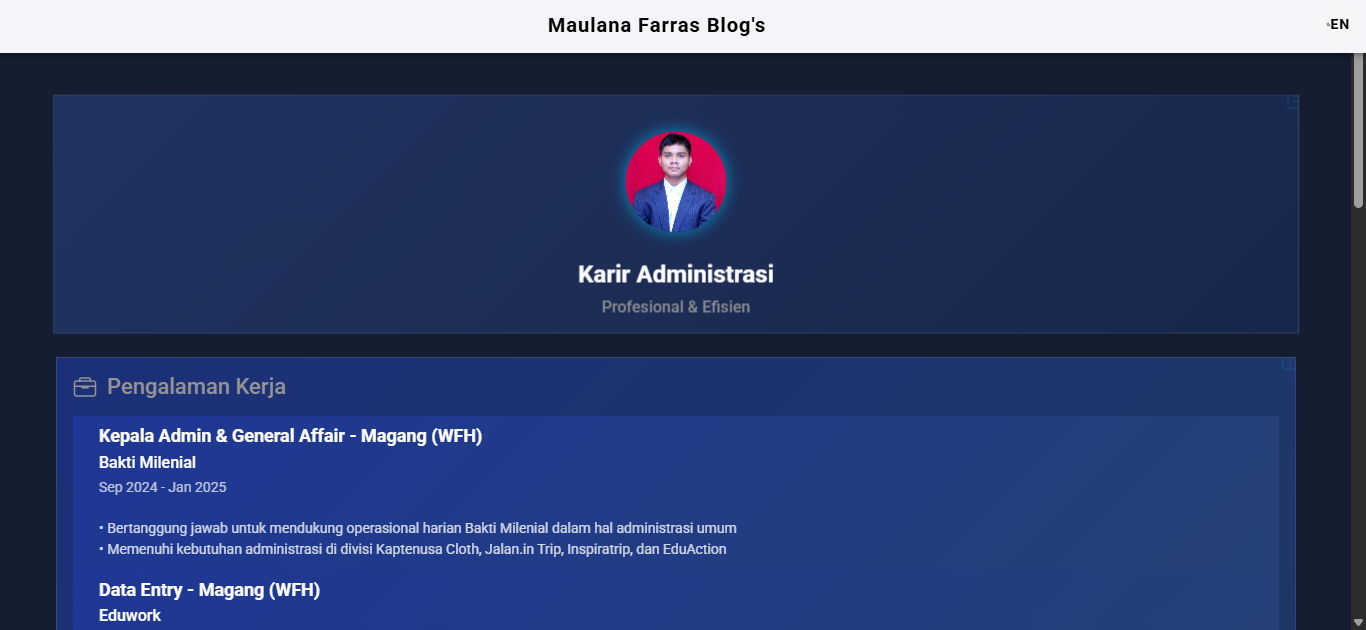 Maulana Farras Blog's
EN
Karir Administrasi
Profesional & Efisien
Pengalaman Kerja
Kepala Admin & General Affair - Magang (WFH)
Bakti Milenial
Sep 2024 - Jan 2025
• Bertanggung jawab untuk mendukung operasional harian Bakti Milenial dalam hal administrasi umum
• Memenuhi kebutuhan administrasi di divisi Kaptenusa Cloth, Jalan.in Trip, Inspiratrip, dan EduAction
Data Entry - Magang (WFH)
Eduwork